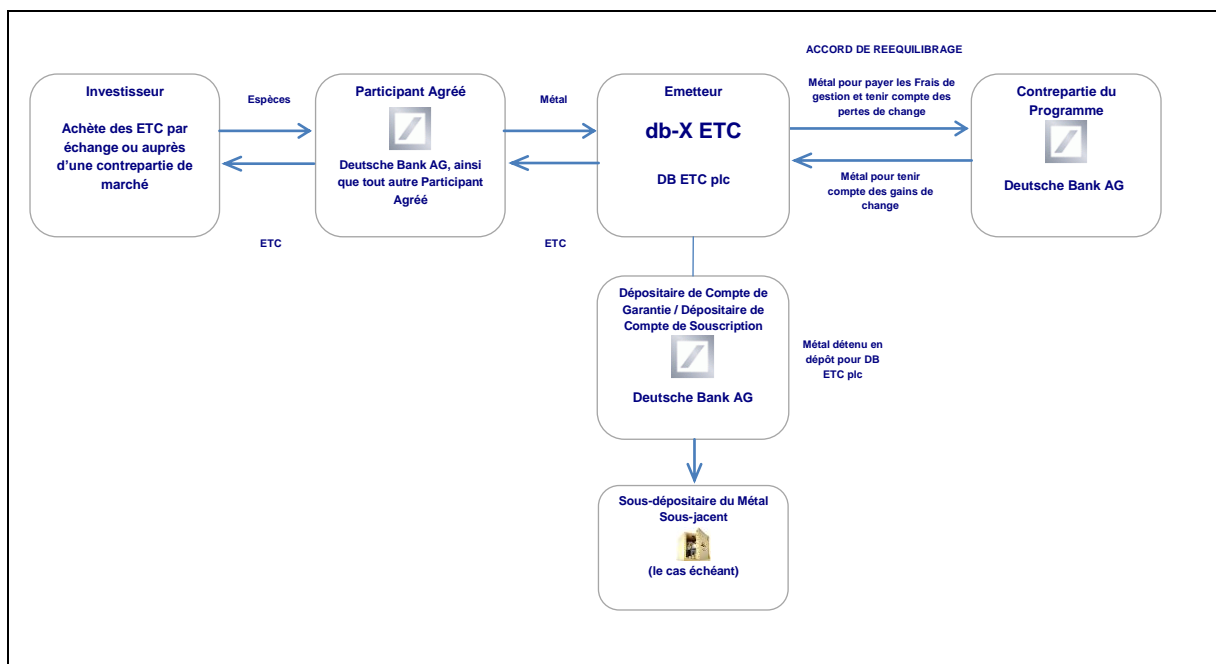 ACCORD DE REEQUILIBRAGE
Investisseur
Achète des ETC par
échange ou auprès
d'une contrepartie de
marché
Espèces
ETC
Participant Agréé
Deutsche Bank AG, ainsi
que tout autre Participant
Agréé
Métal
ETC
Emetteur
db-X ETC
DB ETC plc
Métal pour payer les Frais de
gestion et tenir compte des
pertes de change
Métal pour tenir
compte des gains de
change
Contrepartie du
Programme
Deutsche Bank AG
Dépositaire de Compte de
Garantie / Dépositaire de
Compte de Souscription
Deutsche Bank AG
Métal détenu en
dépôt pour DB
ETC plc
Sous-dépositaire du Métal
Sous-jacent
(le cas échéant)